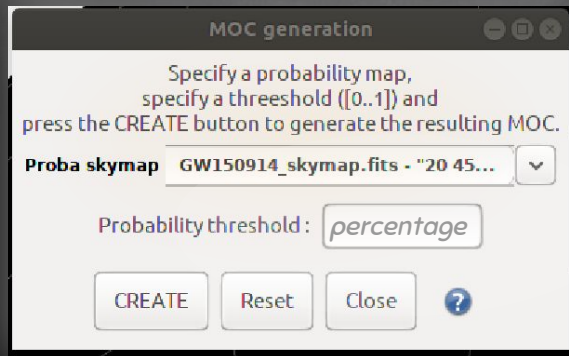 MOC generation
Specify a probability map,
specify a threeshold ([0..1]) and
press the CREATE button to generate the resulting MOC.
Proba skymap GW150914_skymap.fits - "20 45...
Probability threshold : percentage
CREATE Reset Close ?